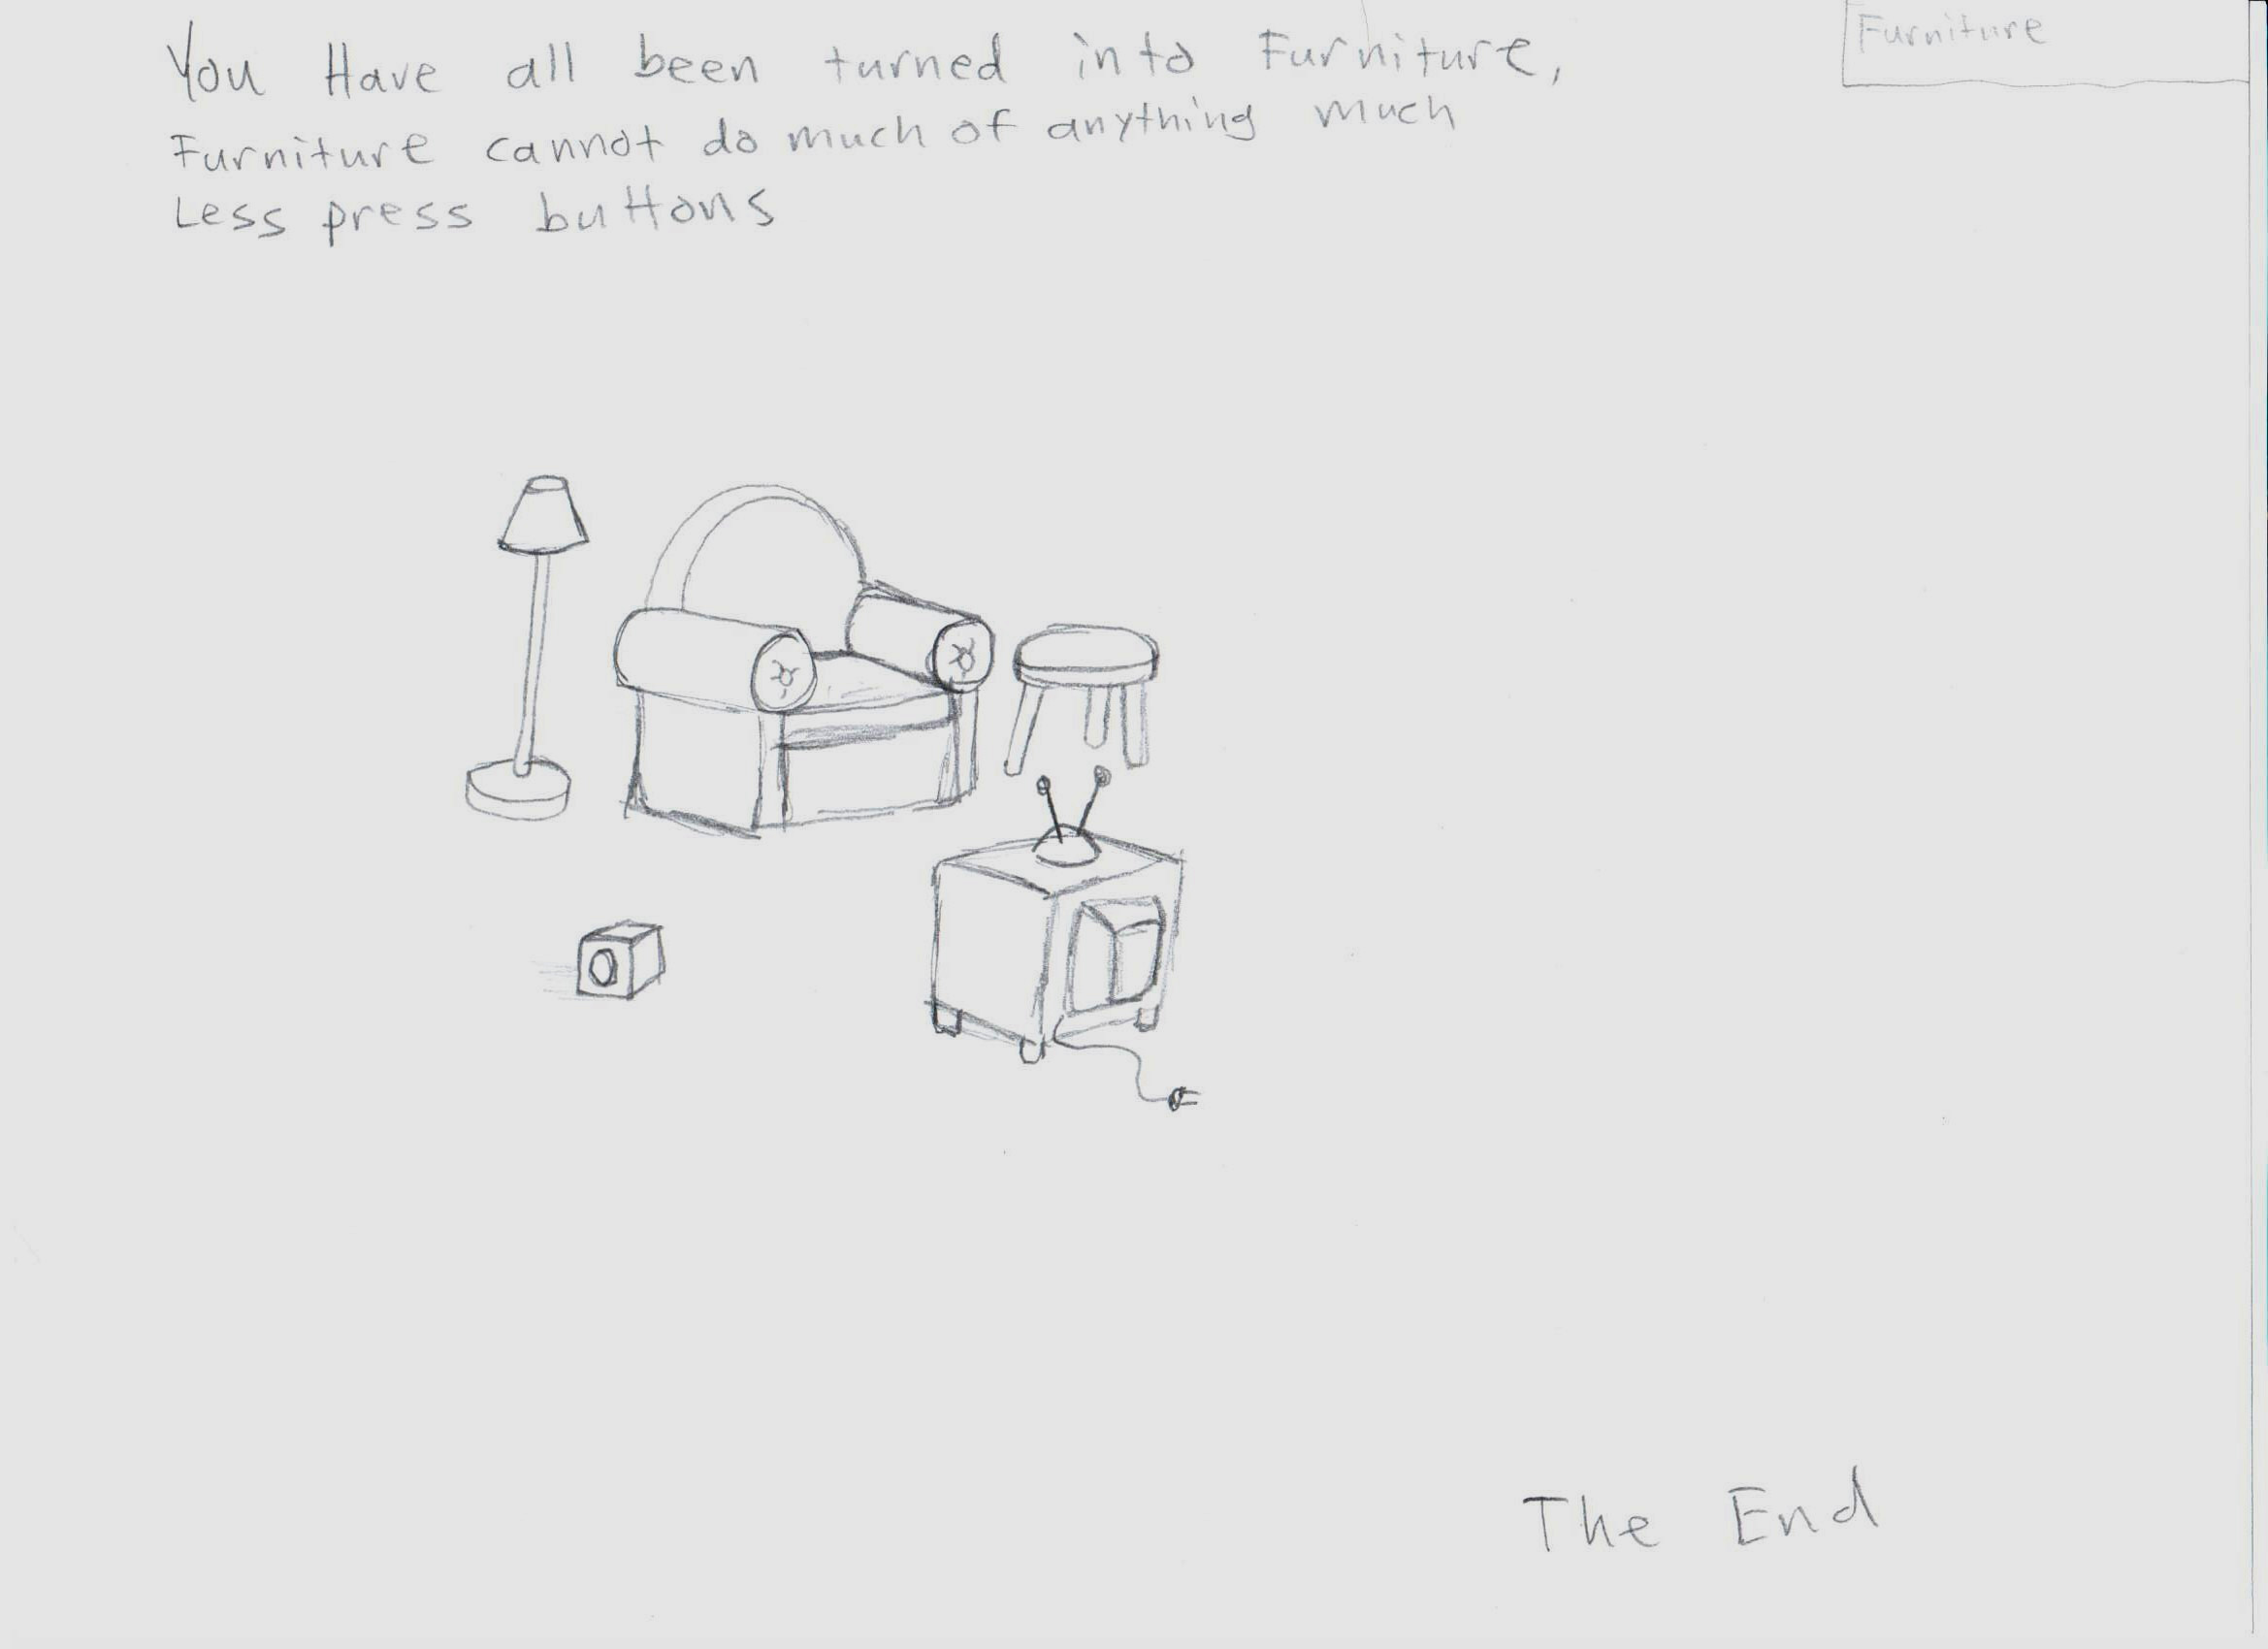 You Have all been turned into Furniture,
Furniture cannot do much of anything much
Less press buttons
Furniture
The End